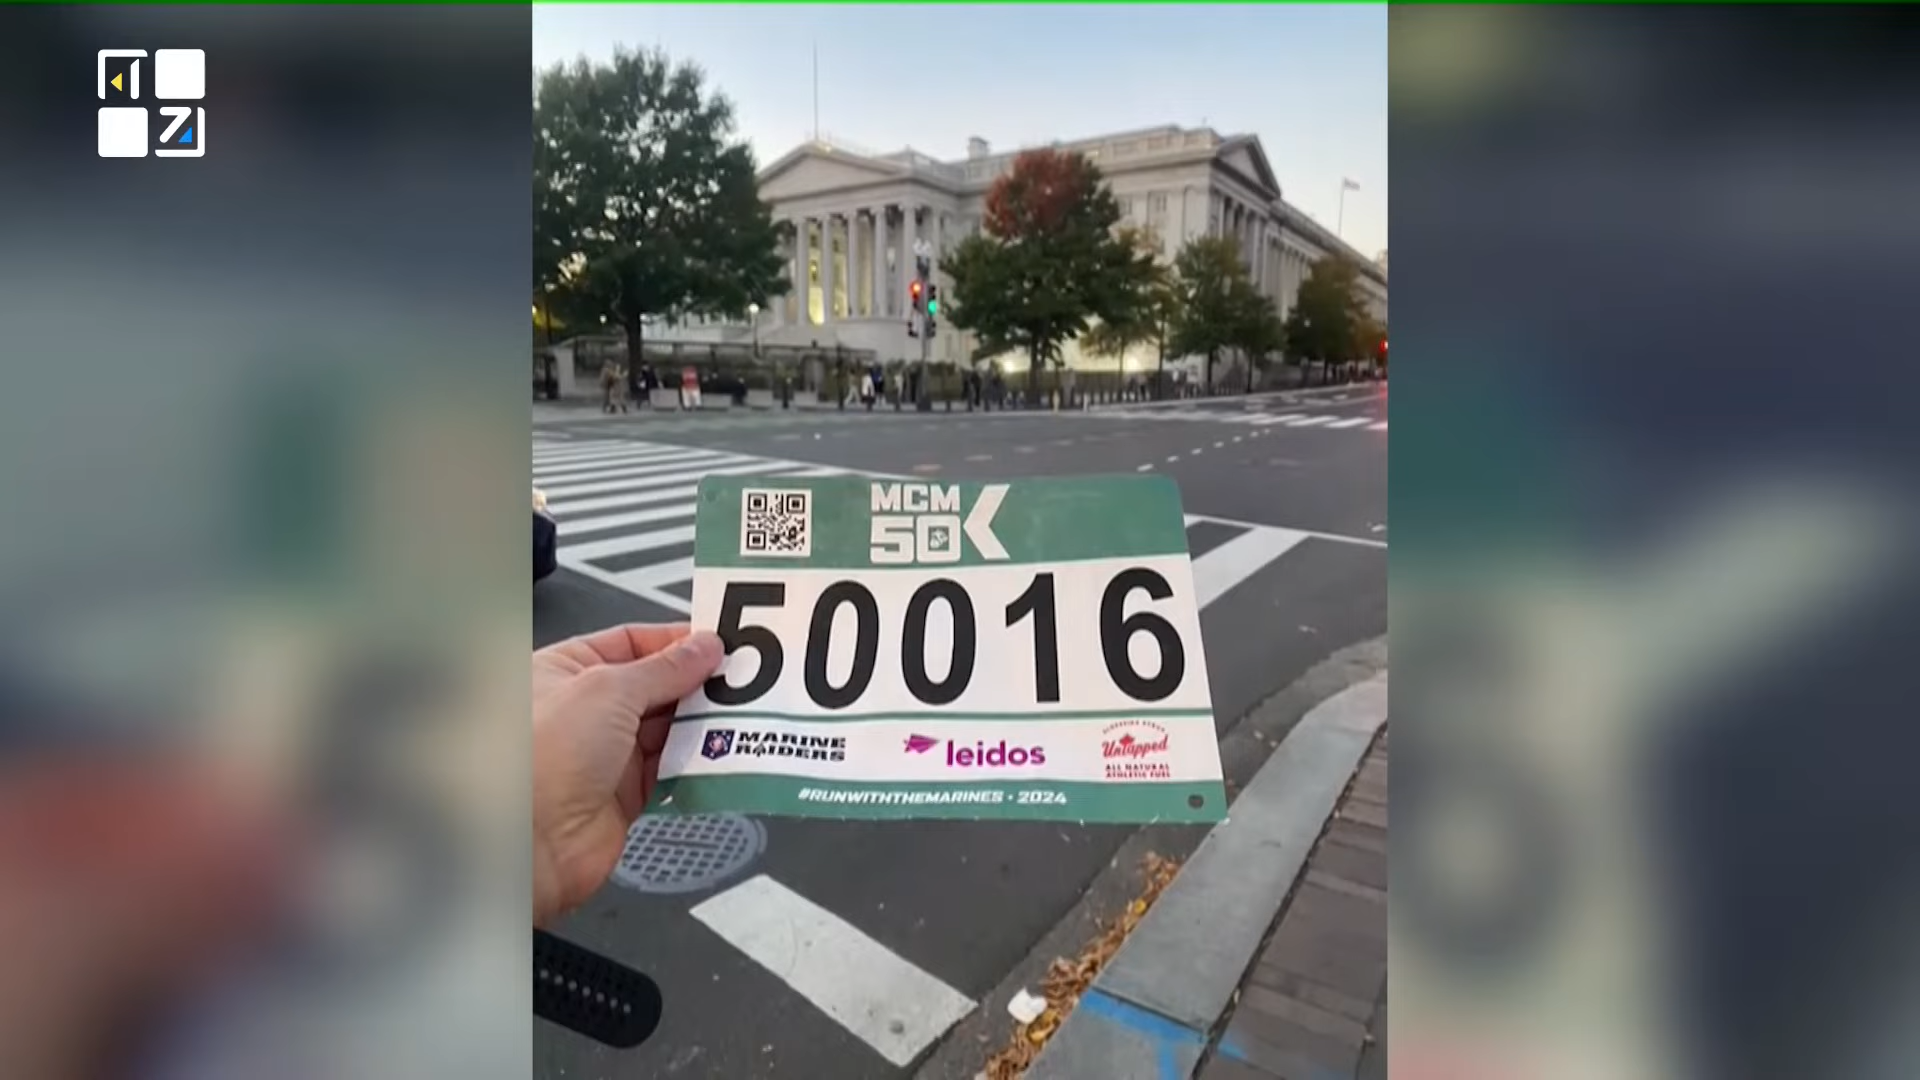 MCM
50K
50016
MARINE
RAIDERS
leidos
UnTapped
ALL NATURAL
ATHLETIC FUEL
#RUNWITHTHEMARINES • 2024